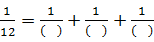 1/12 = 1/( ) + 1/( ) + 1/( )